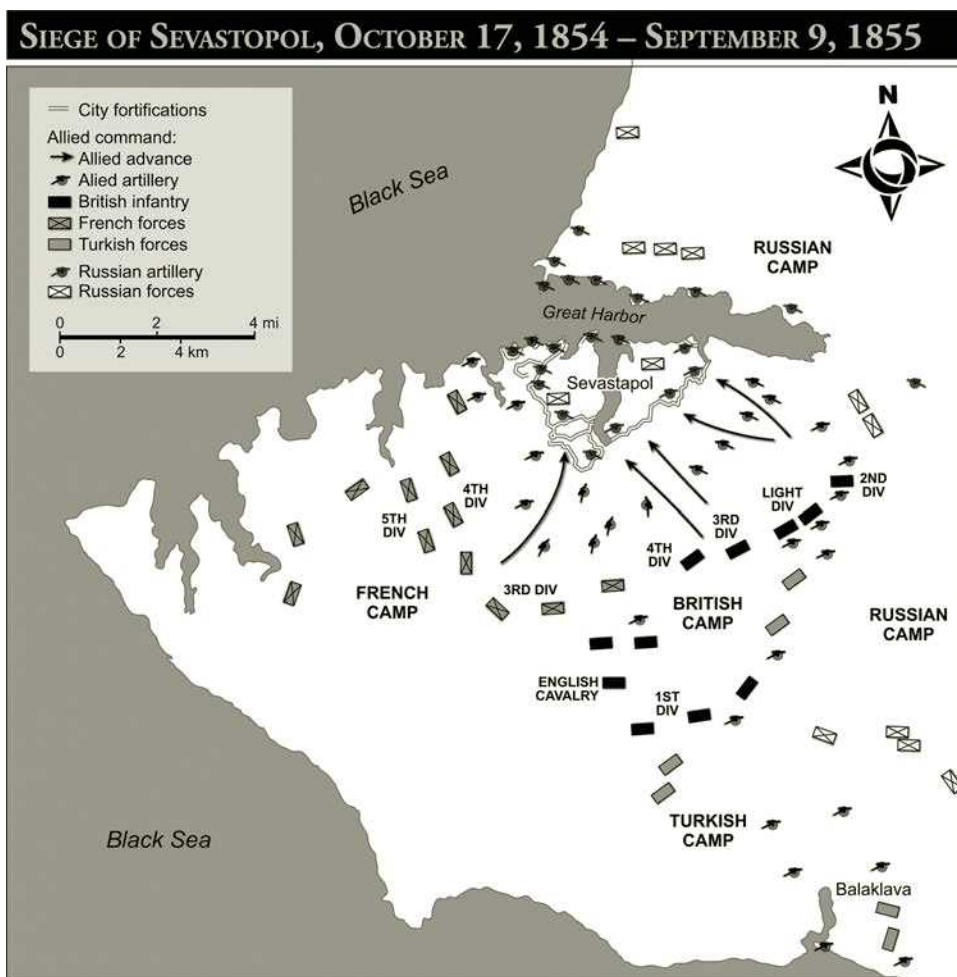 SIEGE OF SEVASTOPOL, OCTOBER 17, 1854 – SEPTEMBER 9, 1855
City fortifications
Allied command:
Allied advance
Alied artillery
British infantry
French forces
Turkish forces
Russian artillery
Russian forces
0 2 4 mi
0 2 4 km
N
Black Sea
RUSSIAN
CAMP
Great Harbor
Sevastapol
4TH
DIV
5TH
DIV
2ND
DIV
LIGHT
DIV
3RD
DIV
4TH
DIV
FRENCH
CAMP
3RD DIV
BRITISH
CAMP
RUSSIAN
CAMP
ENGLISH
CAVALRY
1ST
DIV
TURKISH
CAMP
Black Sea
Balaklava